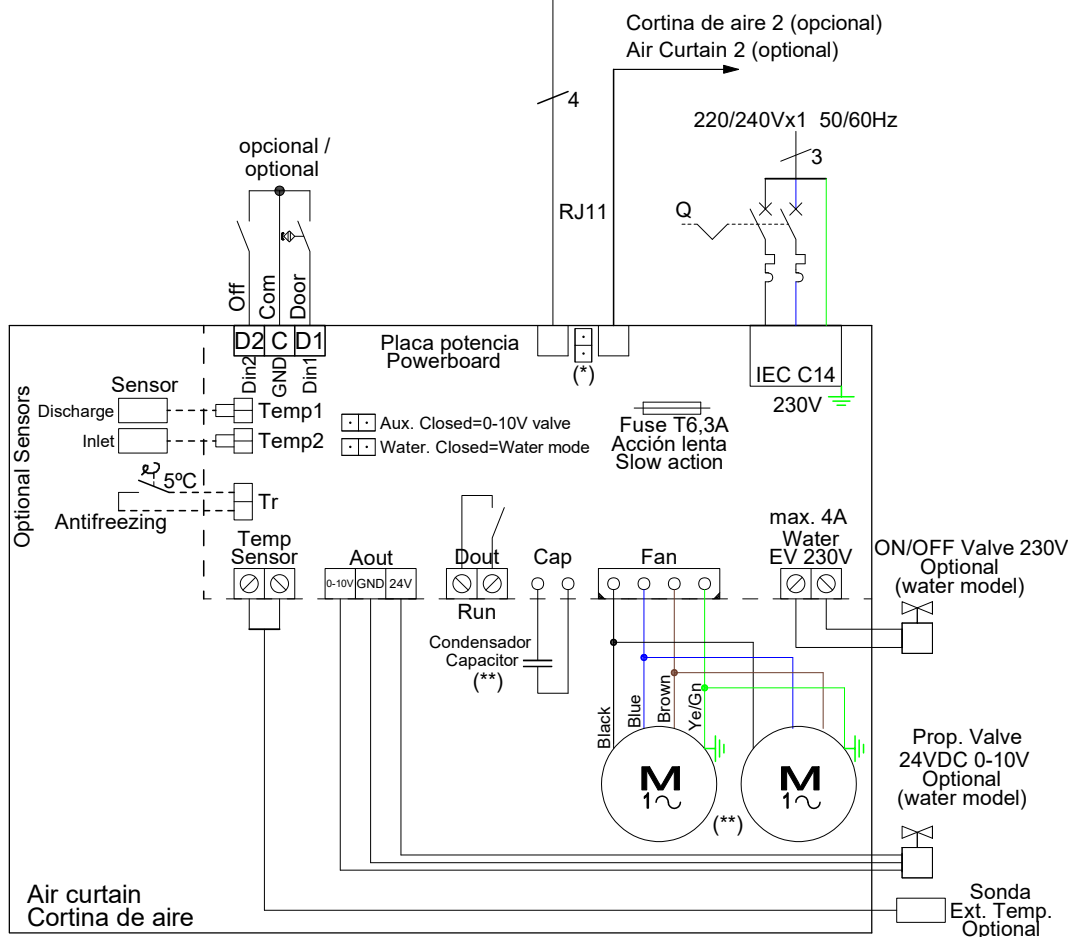 Cortina de aire 2 (opcional)
Air Curtain 2 (optional)
4
220/240Vx1 50/60Hz
3
opcional /
optional
RJ11
Q
Off
Com
Door
D2 C D1
Din2
GND
Din1
Placa potencia
Powerboard
(*)
IEC C14
230V
Optional Sensors
Sensor
Discharge
Temp1
Inlet
Temp2
Aux. Closed=0-10V valve
Water. Closed=Water mode
Fuse T6,3A
Acción lenta
Slow action
5ºC
Tr
Antifreezing
Temp
Sensor
Aout
0-10V GND 24V
Dout
Run
Cap
Fan
max. 4A
Water
EV 230V
ON/OFF Valve 230V
Optional
(water model)
Condensador
Capacitor
(**)
Black
Blue
Brown
Ye/Gn
M
1
M
1
(**)
Prop. Valve
24VDC 0-10V
Optional
(water model)
Air curtain
Cortina de aire
Sonda
Ext. Temp.
Optional